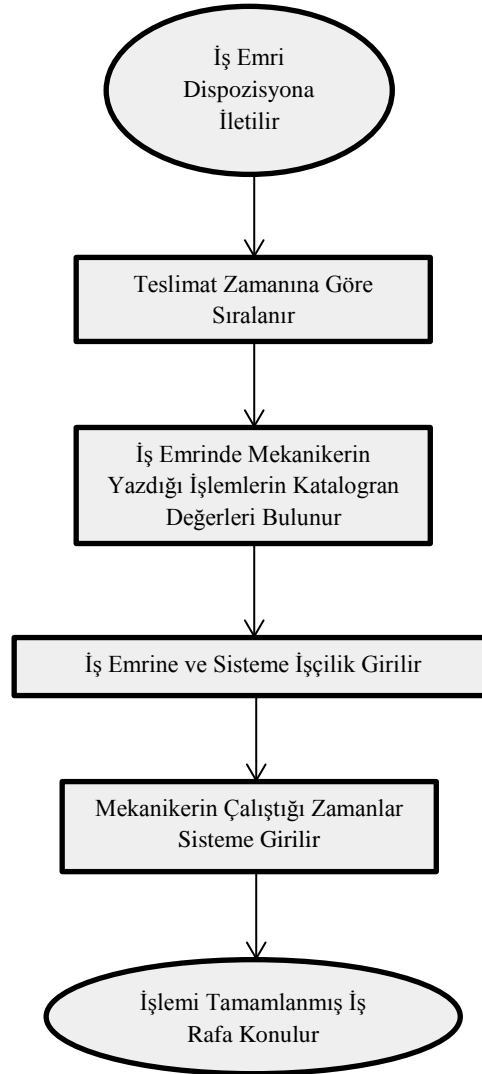 İş Emri
Dispozisyona
İletilir
Teslimat Zamanına Göre
Sıralanır
İş Emrinde Mekanikerin
Yazdığı İşlemlerin Katalogran
Değerleri Bulunur
İş Emrine ve Sisteme İşçilik Girilir
Mekanikerin Çalıştığı Zamanlar
Sisteme Girilir
İşlemi Tamamlanmış İş
Rafa Konulur